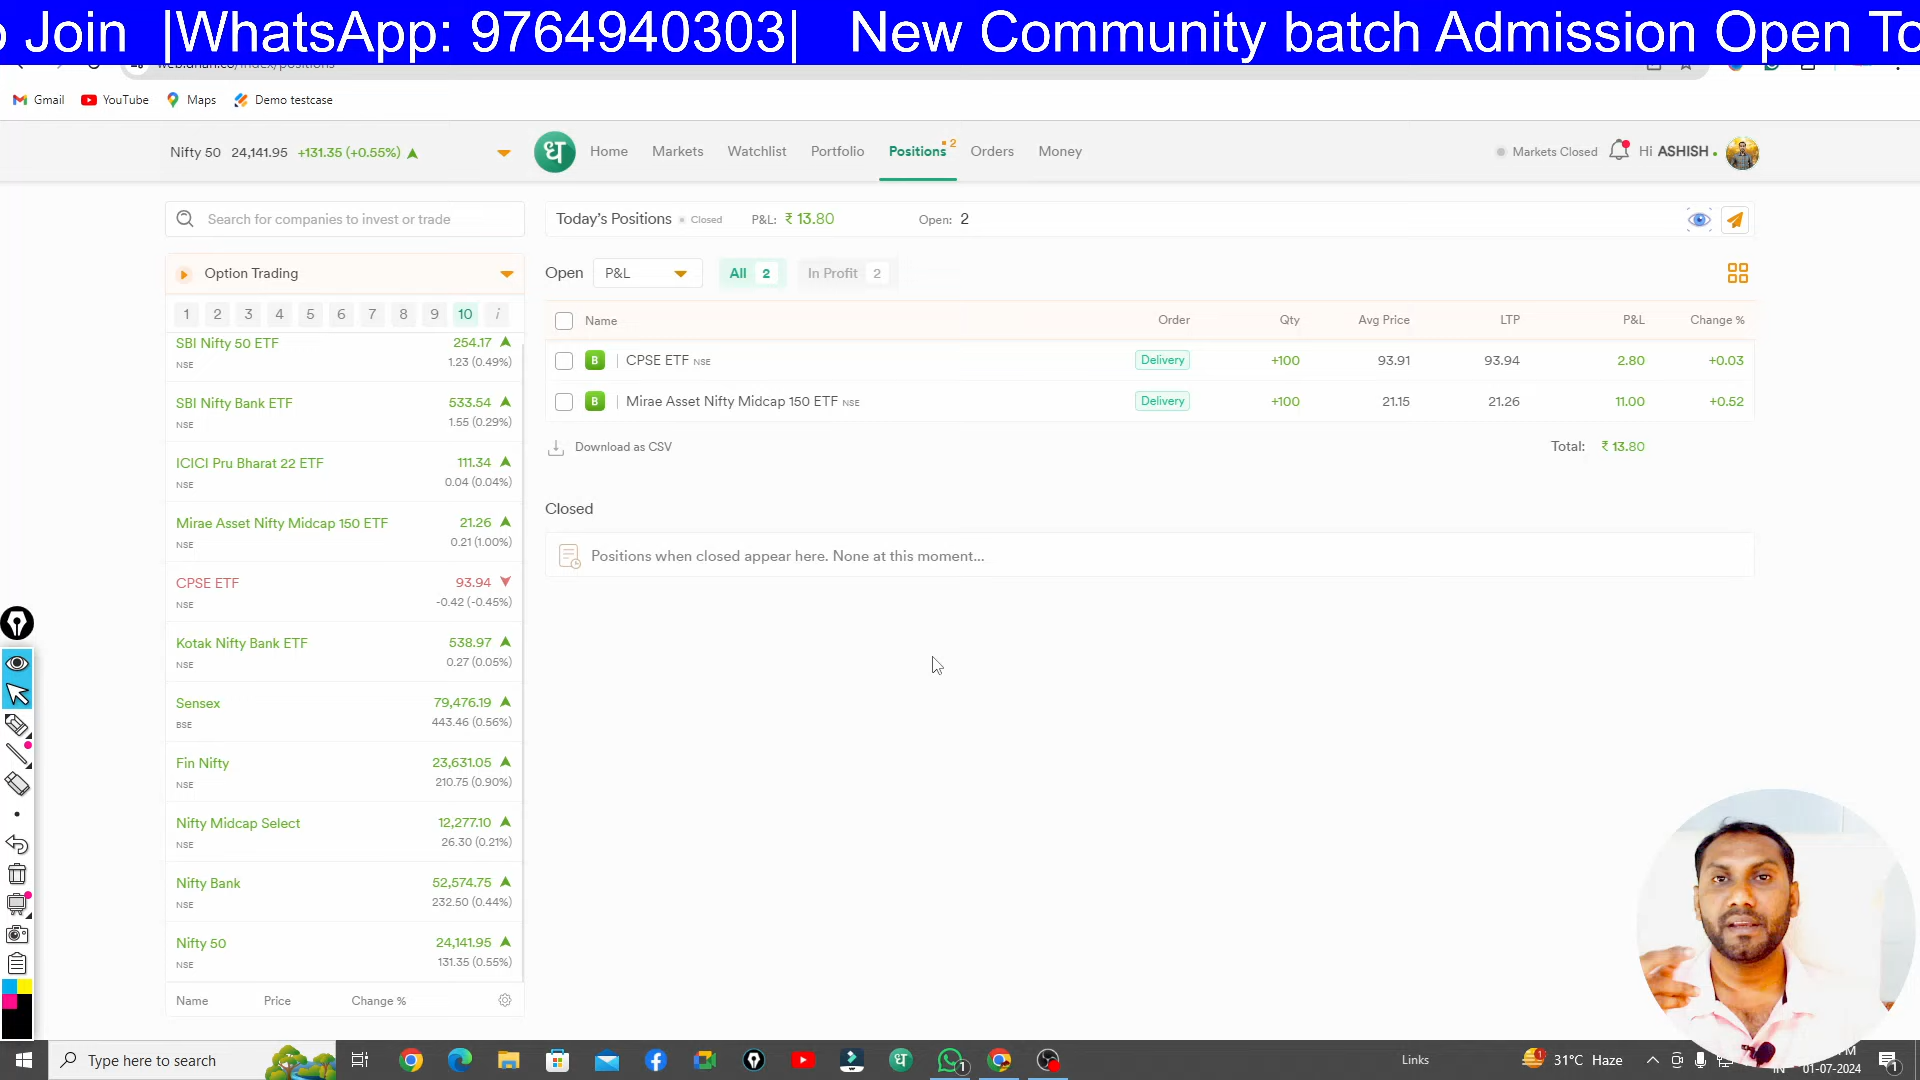 Join |WhatsApp: 9764940303| New Community batch Admission Open To
web.dhan.co/index/positions
Gmail YouTube Maps Demo testcase
Nifty 50 24,141.95 +131.35 (+0.55%)
ध Home Markets Watchlist Portfolio Positions 2 Orders Money
Markets Closed Hi ASHISH
Search for companies to invest or trade
Option Trading
1 2 3 4 5 6 7 8 9 10 i
SBI Nifty 50 ETF 254.17
NSE 1.23 (0.49%)
SBI Nifty Bank ETF 533.54
NSE 1.55 (0.29%)
ICICI Pru Bharat 22 ETF 111.34
NSE 0.04 (0.04%)
Mirae Asset Nifty Midcap 150 ETF 21.26
NSE 0.21 (1.00%)
CPSE ETF 93.94
NSE -0.42 (-0.45%)
Kotak Nifty Bank ETF 538.97
NSE 0.27 (0.05%)
Sensex 79,476.19
BSE 443.46 (0.56%)
Fin Nifty 23,631.05
NSE 210.75 (0.90%)
Nifty Midcap Select 12,277.10
NSE 26.30 (0.21%)
Nifty Bank 52,574.75
NSE 232.50 (0.44%)
Nifty 50 24,141.95
NSE 131.35 (0.55%)
Name Price Change %
Today's Positions Closed P&L: ₹ 13.80 Open: 2
Open P&L All 2 In Profit 2
Name Order Qty Avg Price LTP P&L Change %
B | CPSE ETF NSE Delivery +100 93.91 93.94 2.80 +0.03
B | Mirae Asset Nifty Midcap 150 ETF NSE Delivery +100 21.15 21.26 11.00 +0.52
Download as CSV Total: ₹ 13.80
Closed
Positions when closed appear here. None at this moment...
Type here to search
ध
1
Links
1
31°C Haze
IN
PM
01-07-2024
1